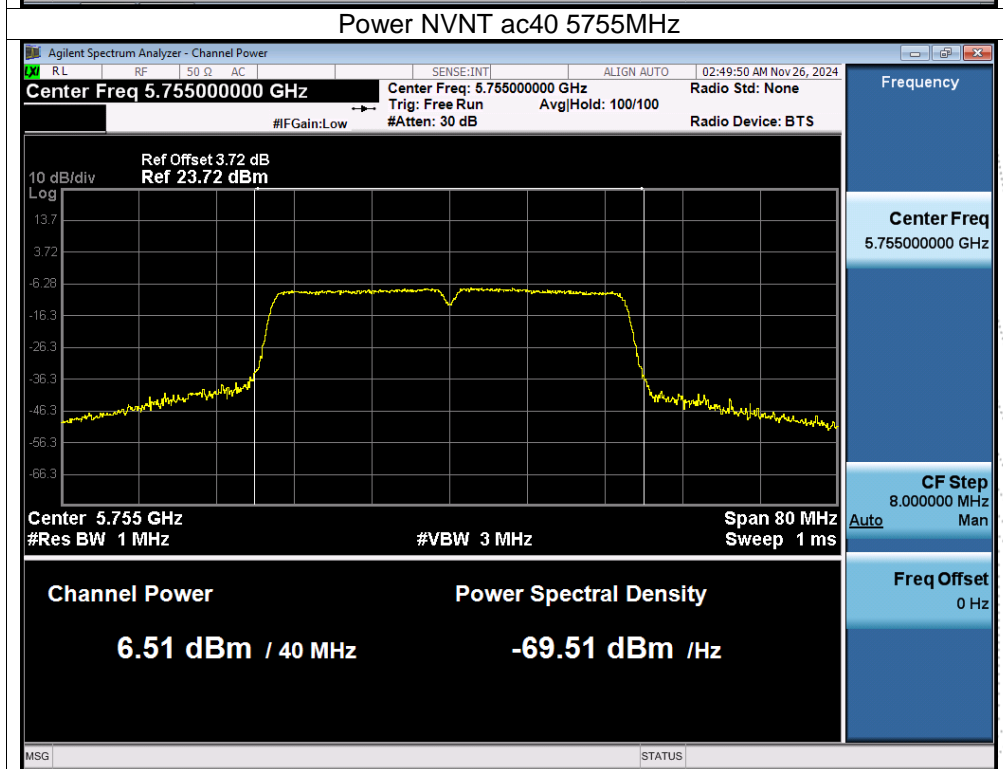 Power NVNT ac40 5755MHz
Agilent Spectrum Analyzer - Channel Power
LXI RL RF 50 Ω AC SENSE:INT ALIGN AUTO 02:49:50 AM Nov 26, 2024
Center Freq 5.755000000 GHz
Center Freq: 5.755000000 GHz Radio Std: None
Trig: Free Run Avg|Hold: 100/100
#IFGain:Low #Atten: 30 dB Radio Device: BTS
Frequency
Ref Offset 3.72 dB
10 dB/div Ref 23.72 dBm
Log
13.7
3.72
-6.28
-16.3
-26.3
-36.3
-46.3
-56.3
-66.3
Center 5.755 GHz Span 80 MHz
#Res BW 1 MHz #VBW 3 MHz Sweep 1 ms
Center Freq
5.755000000 GHz
CF Step
8.000000 MHz
Auto Man
Freq Offset
0 Hz
Channel Power Power Spectral Density
6.51 dBm / 40 MHz -69.51 dBm /Hz
MSG STATUS